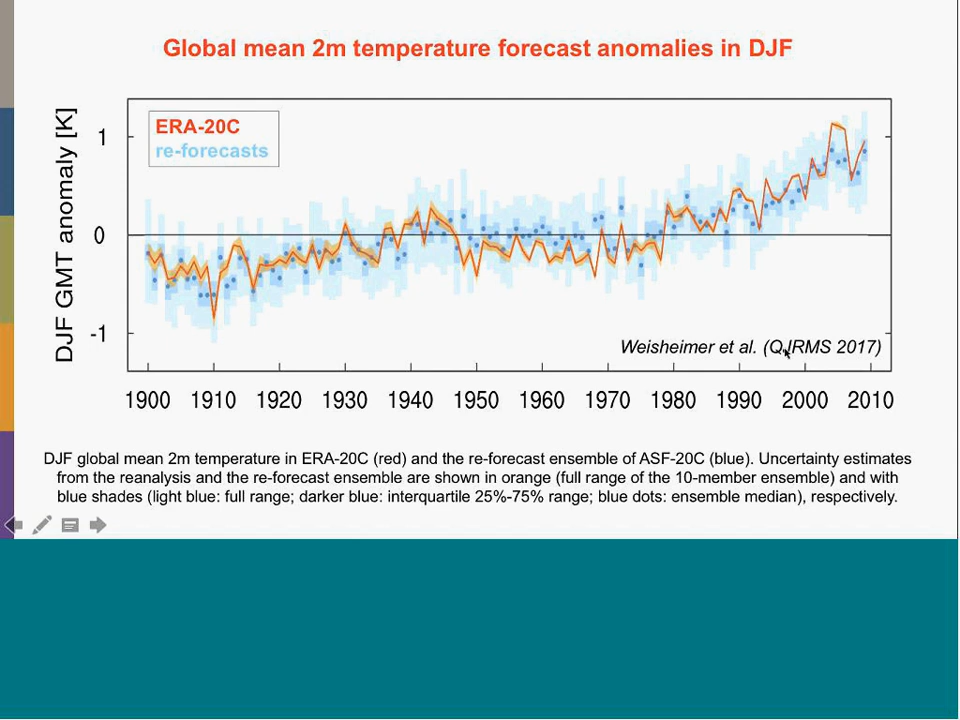 Global mean 2m temperature forecast anomalies in DJF
ERA-20C
re-forecasts
DJF GMT anomaly [K]
1
0
-1
Weisheimer et al. (QJRMS 2017)
1900 1910 1920 1930 1940 1950 1960 1970 1980 1990 2000 2010
DJF global mean 2m temperature in ERA-20C (red) and the re-forecast ensemble of ASF-20C (blue). Uncertainty estimates
from the reanalysis and the re-forecast ensemble are shown in orange (full range of the 10-member ensemble) and with
blue shades (light blue: full range; darker blue: interquartile 25%-75% range; blue dots: ensemble median), respectively.